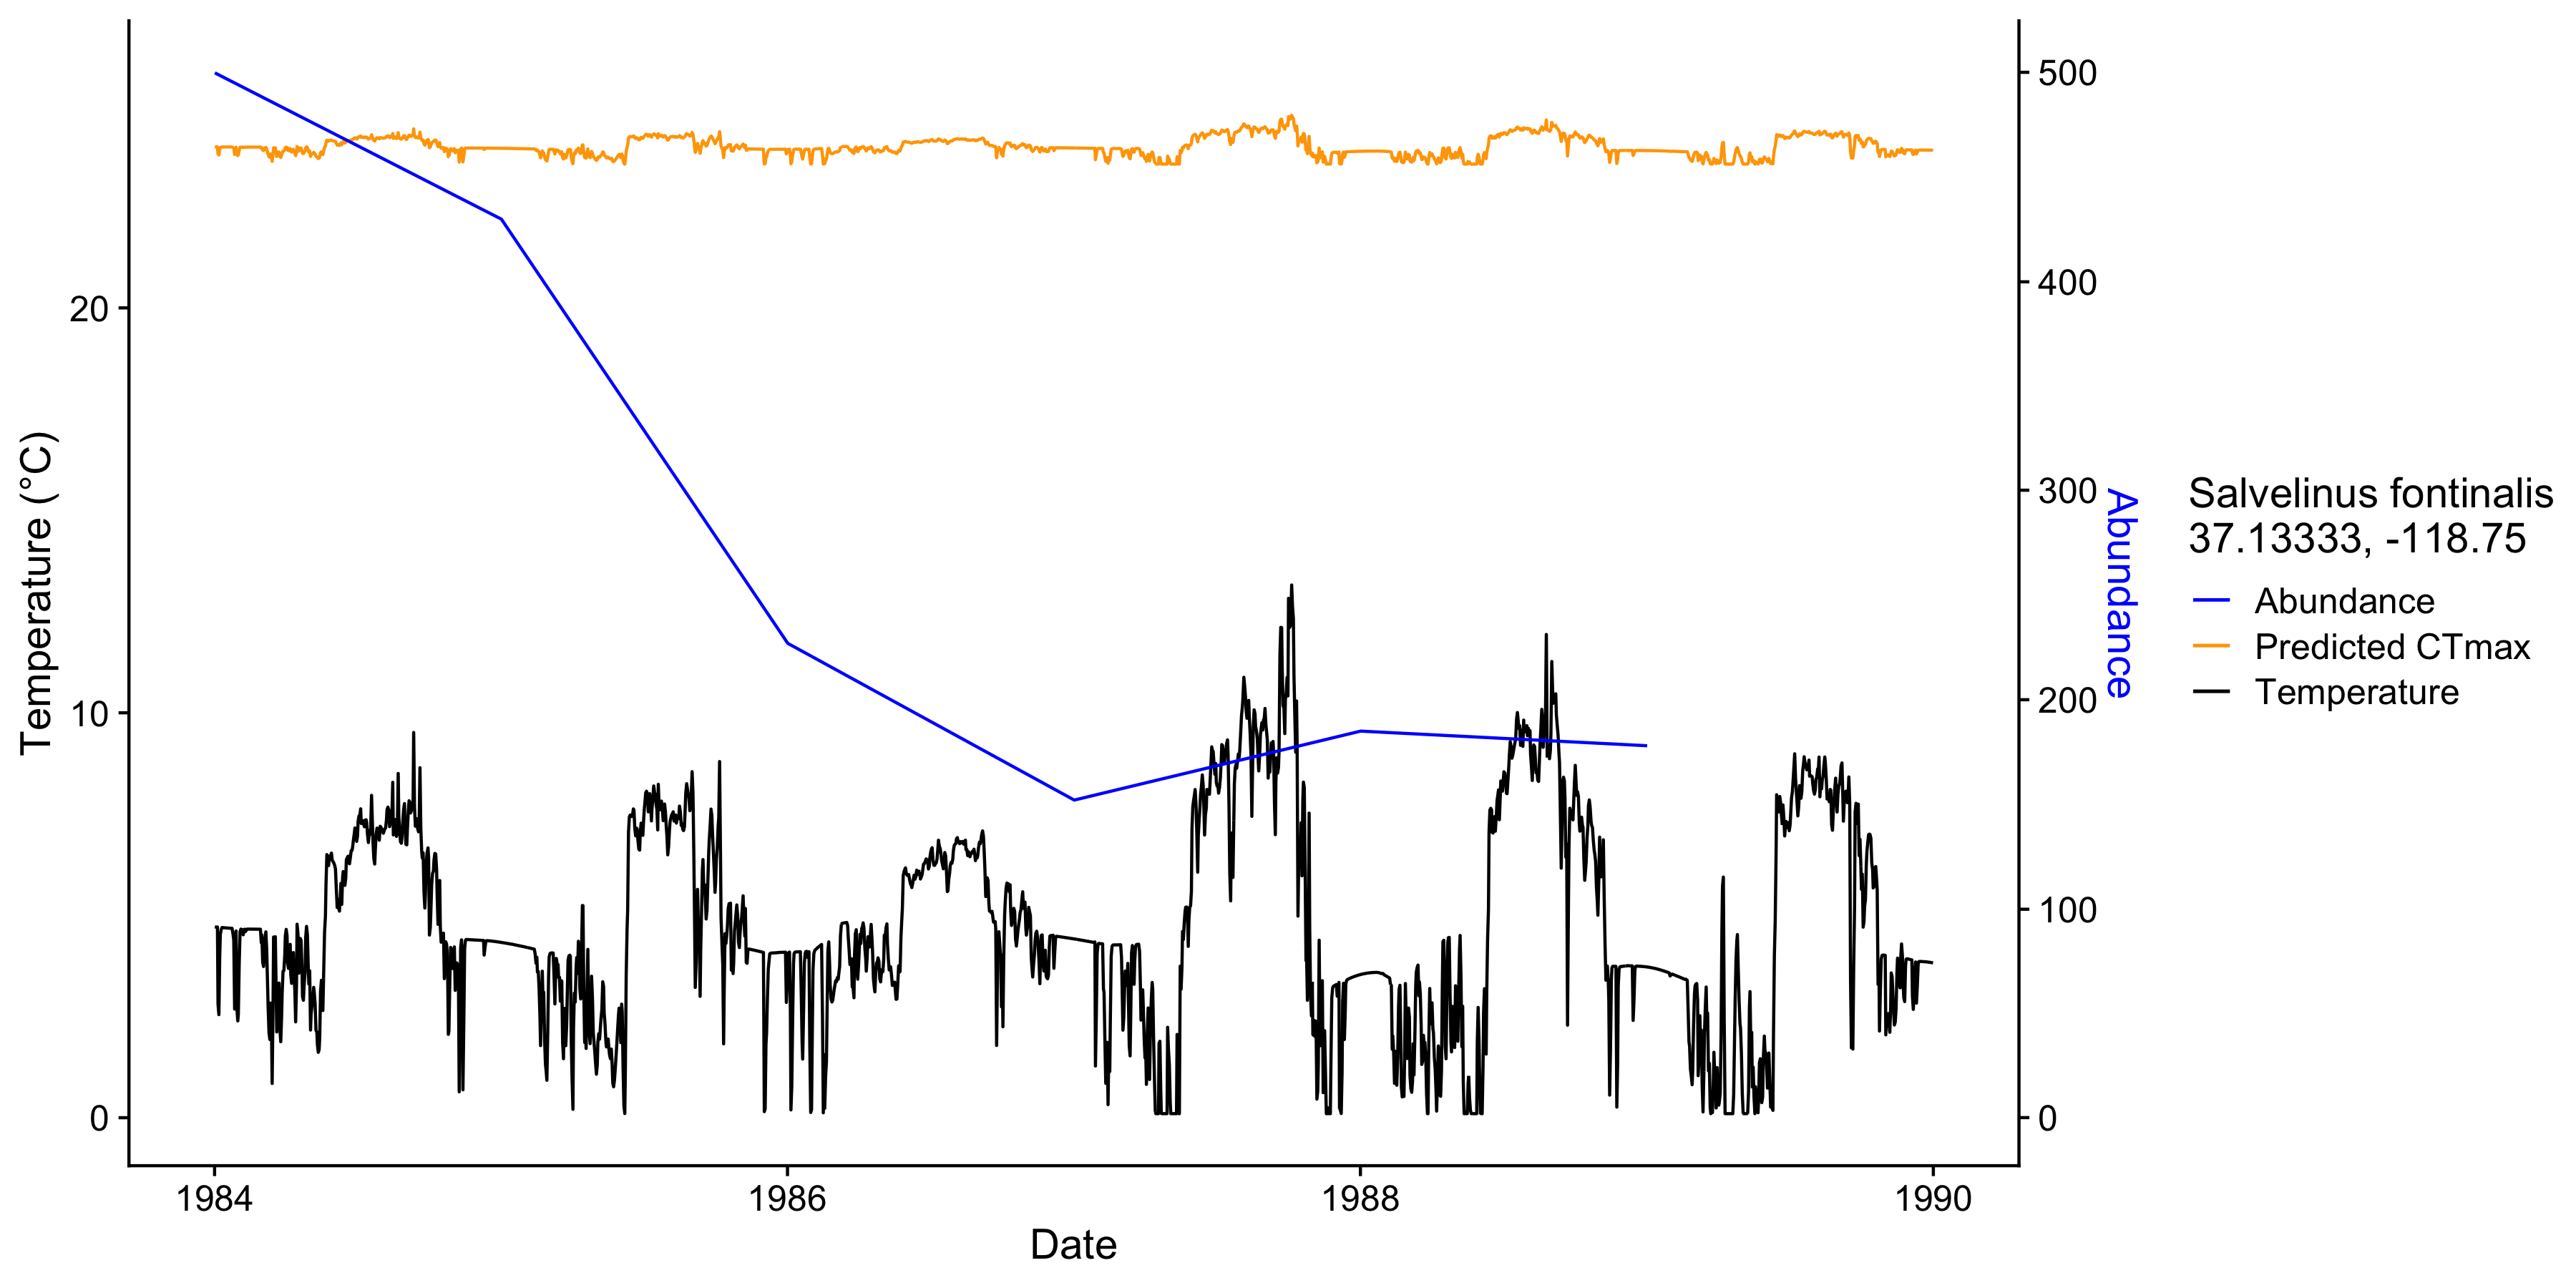 Temperature (°C)
20
10
0
500
400
300
200
100
0
Abundance
1984
1986
1988
1990
Date
Salvelinus fontinalis
37.13333, -118.75
Abundance
Predicted CTmax
Temperature